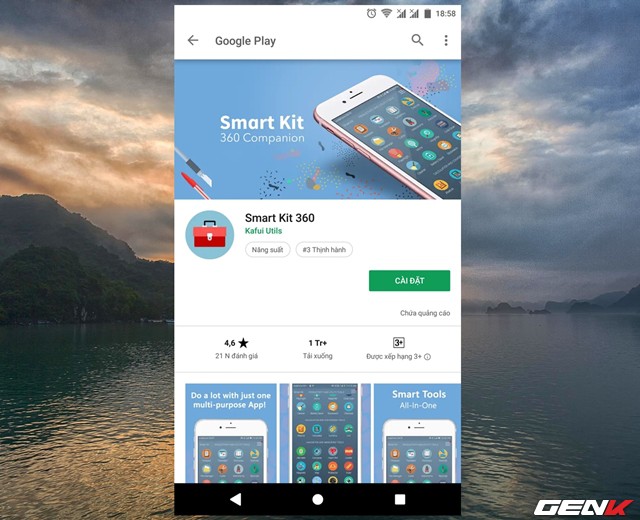 18:58
Google Play
Smart Kit
360 Companion
Smart Kit 360
Kafui Utils
Năng suất
#3 Thịnh hành
CÀI ĐẶT
Chứa quảng cáo
4,6
1 Tr+
3+
21 N đánh giá
Tải xuống
Được xếp hạng 3+
Do a lot with just one
multi-purpose App!
Smart Tools
All-In-One
GENK